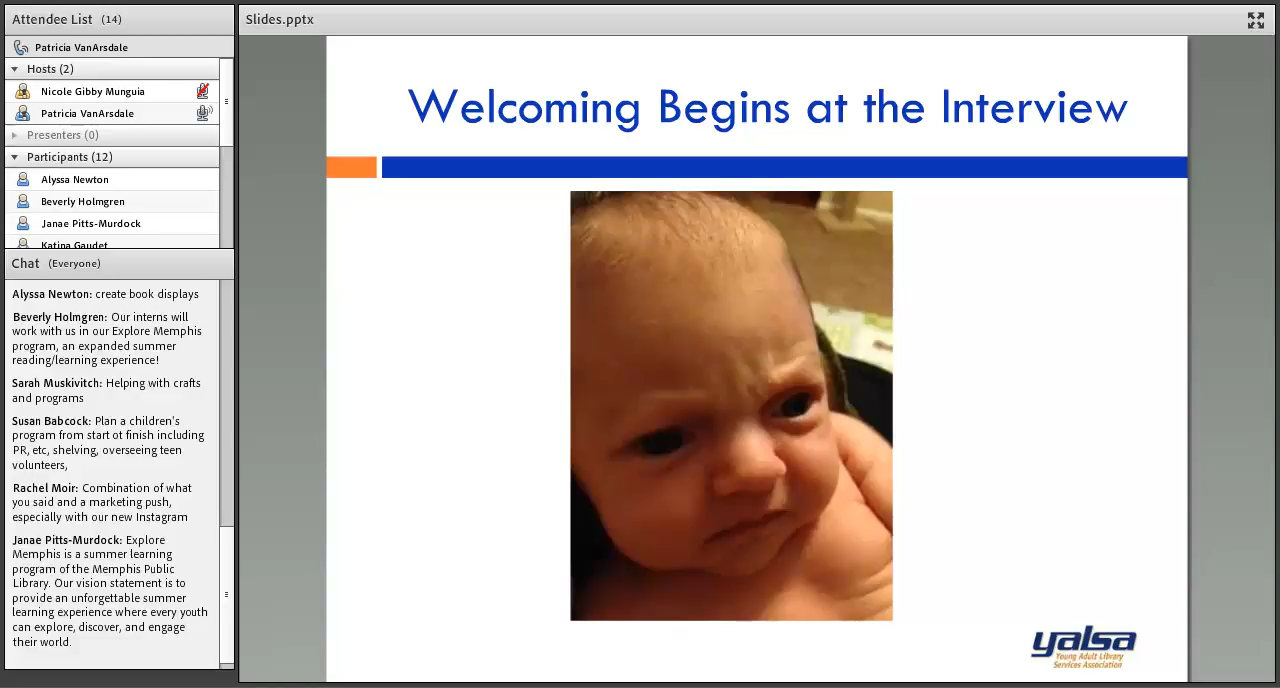 Attendee List (14)
Patricia VanArsdale
Hosts (2)
Nicole Gibby Munguia
Patricia VanArsdale
Presenters (0)
Participants (12)
Alyssa Newton
Beverly Holmgren
Janae Pitts-Murdock
Katina Gaudet
Chat (Everyone)
Alyssa Newton: create book displays
Beverly Holmgren: Our interns will
work with us in our Explore Memphis
program, an expanded summer
reading/learning experience!
Sarah Muskivitch: Helping with crafts
and programs
Susan Babcock: Plan a children's
program from start ot finish including
PR, etc, shelving, overseeing teen
volunteers,
Rachel Moir: Combination of what
you said and a marketing push,
especially with our new Instagram
Janae Pitts-Murdock: Explore
Memphis is a summer learning
program of the Memphis Public
Library. Our vision statement is to
provide an unforgettable summer
learning experience where every youth
can explore, discover, and engage
their world.
Slides.pptx
Welcoming Begins at the Interview
yalsa
Young Adult Library
Services Association